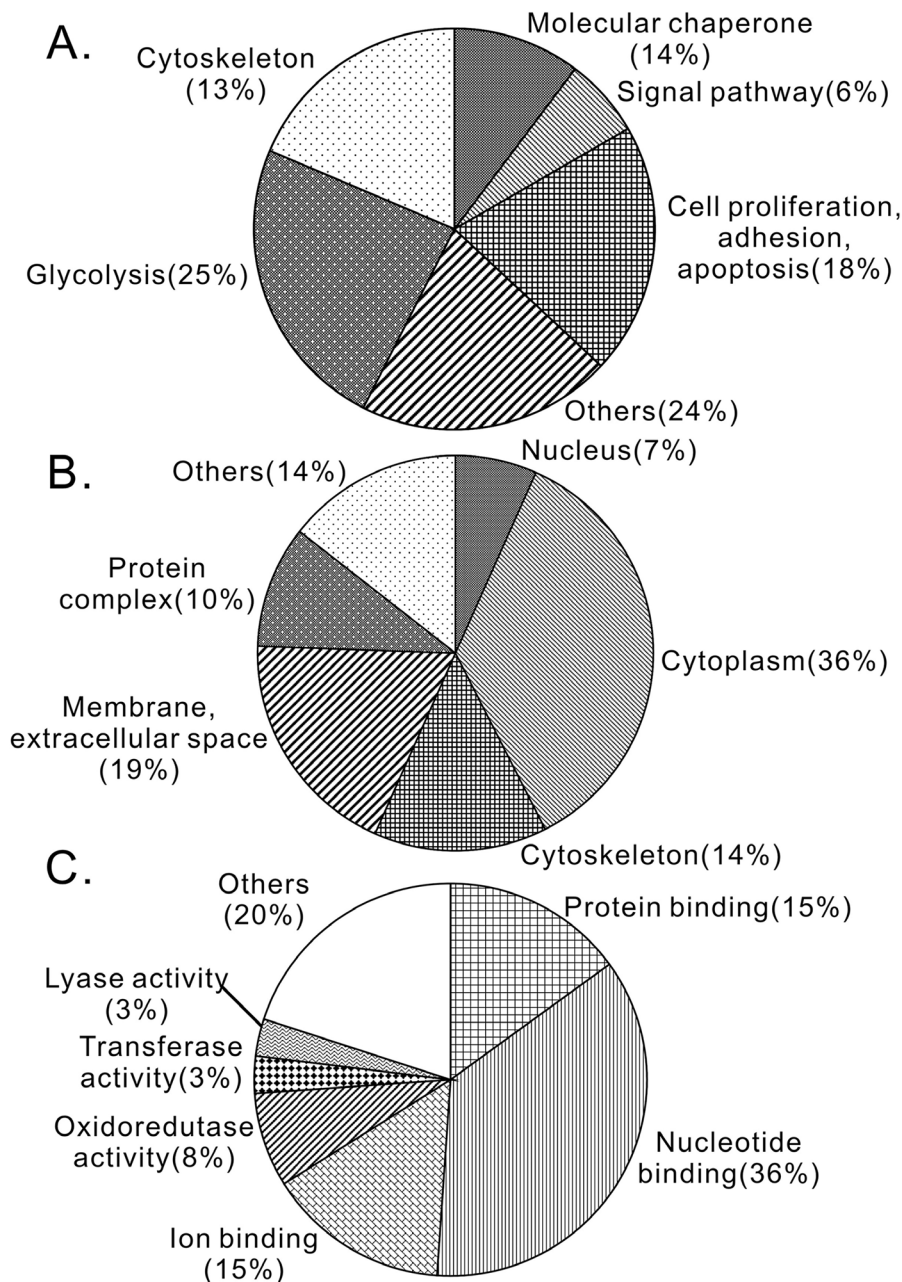 A.
Molecular chaperone
(14%)
Cytoskeleton
(13%)
Signal pathway(6%)
Cell proliferation,
adhesion,
apoptosis(18%)
Glycolysis(25%)
Others(24%)
B.
Nucleus(7%)
Others(14%)
Protein
complex(10%)
Cytoplasm(36%)
Membrane,
extracellular space
(19%)
Cytoskeleton(14%)
C.
Others
(20%)
Protein binding(15%)
Lyase activity
(3%)
Transferase
activity(3%)
Oxidoredutase
activity(8%)
Nucleotide
binding(36%)
Ion binding
(15%)